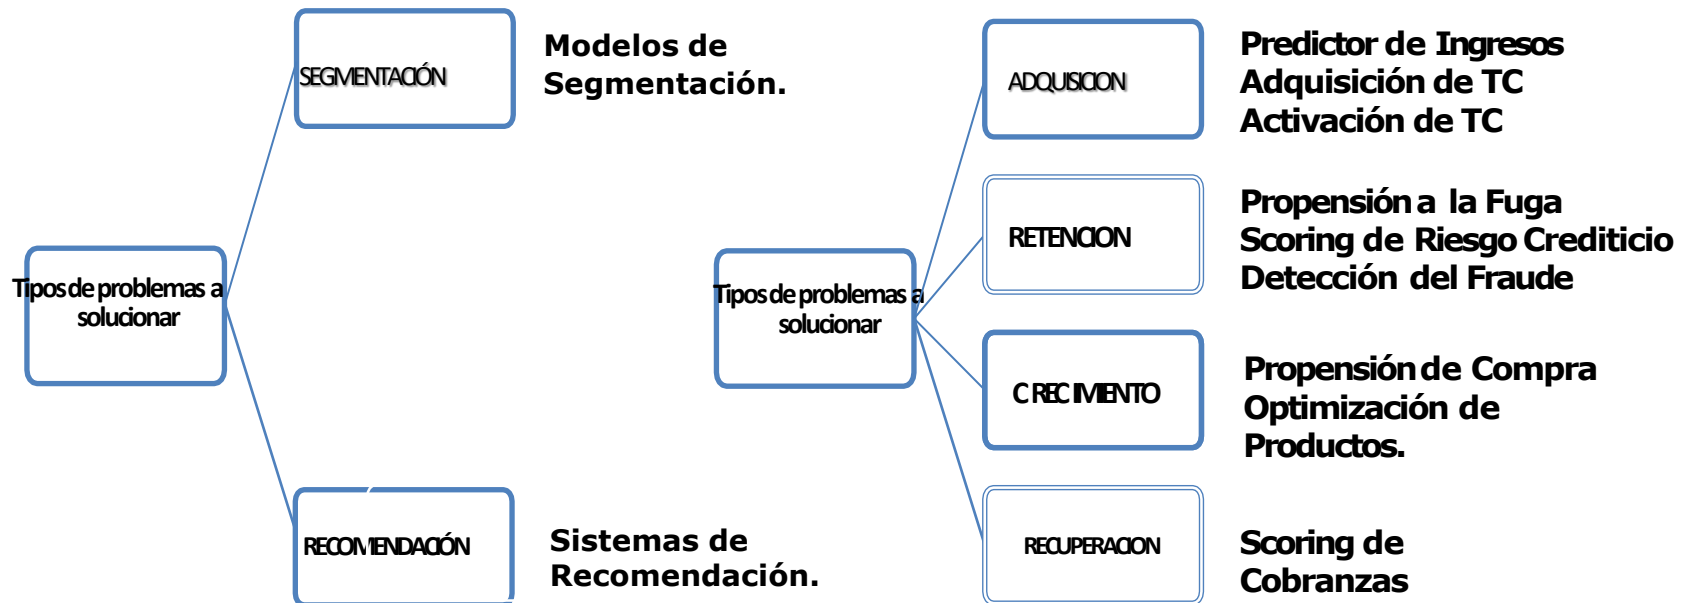 SEGMENTACIÓN
Modelos de
Segmentación.
Tipos de problemas a
solucionar
RECOMENDACIÓN
Sistemas de
Recomendación.
Tipos de problemas a
solucionar
ADQUISICION
Predictor de Ingresos
Adquisición de TC
Activación de TC
RETENCION
Propensión a la Fuga
Scoring de Riesgo Crediticio
Detección del Fraude
CRECIMIENTO
Propensión de Compra
Optimización de
Productos.
RECUPERACION
Scoring de
Cobranzas